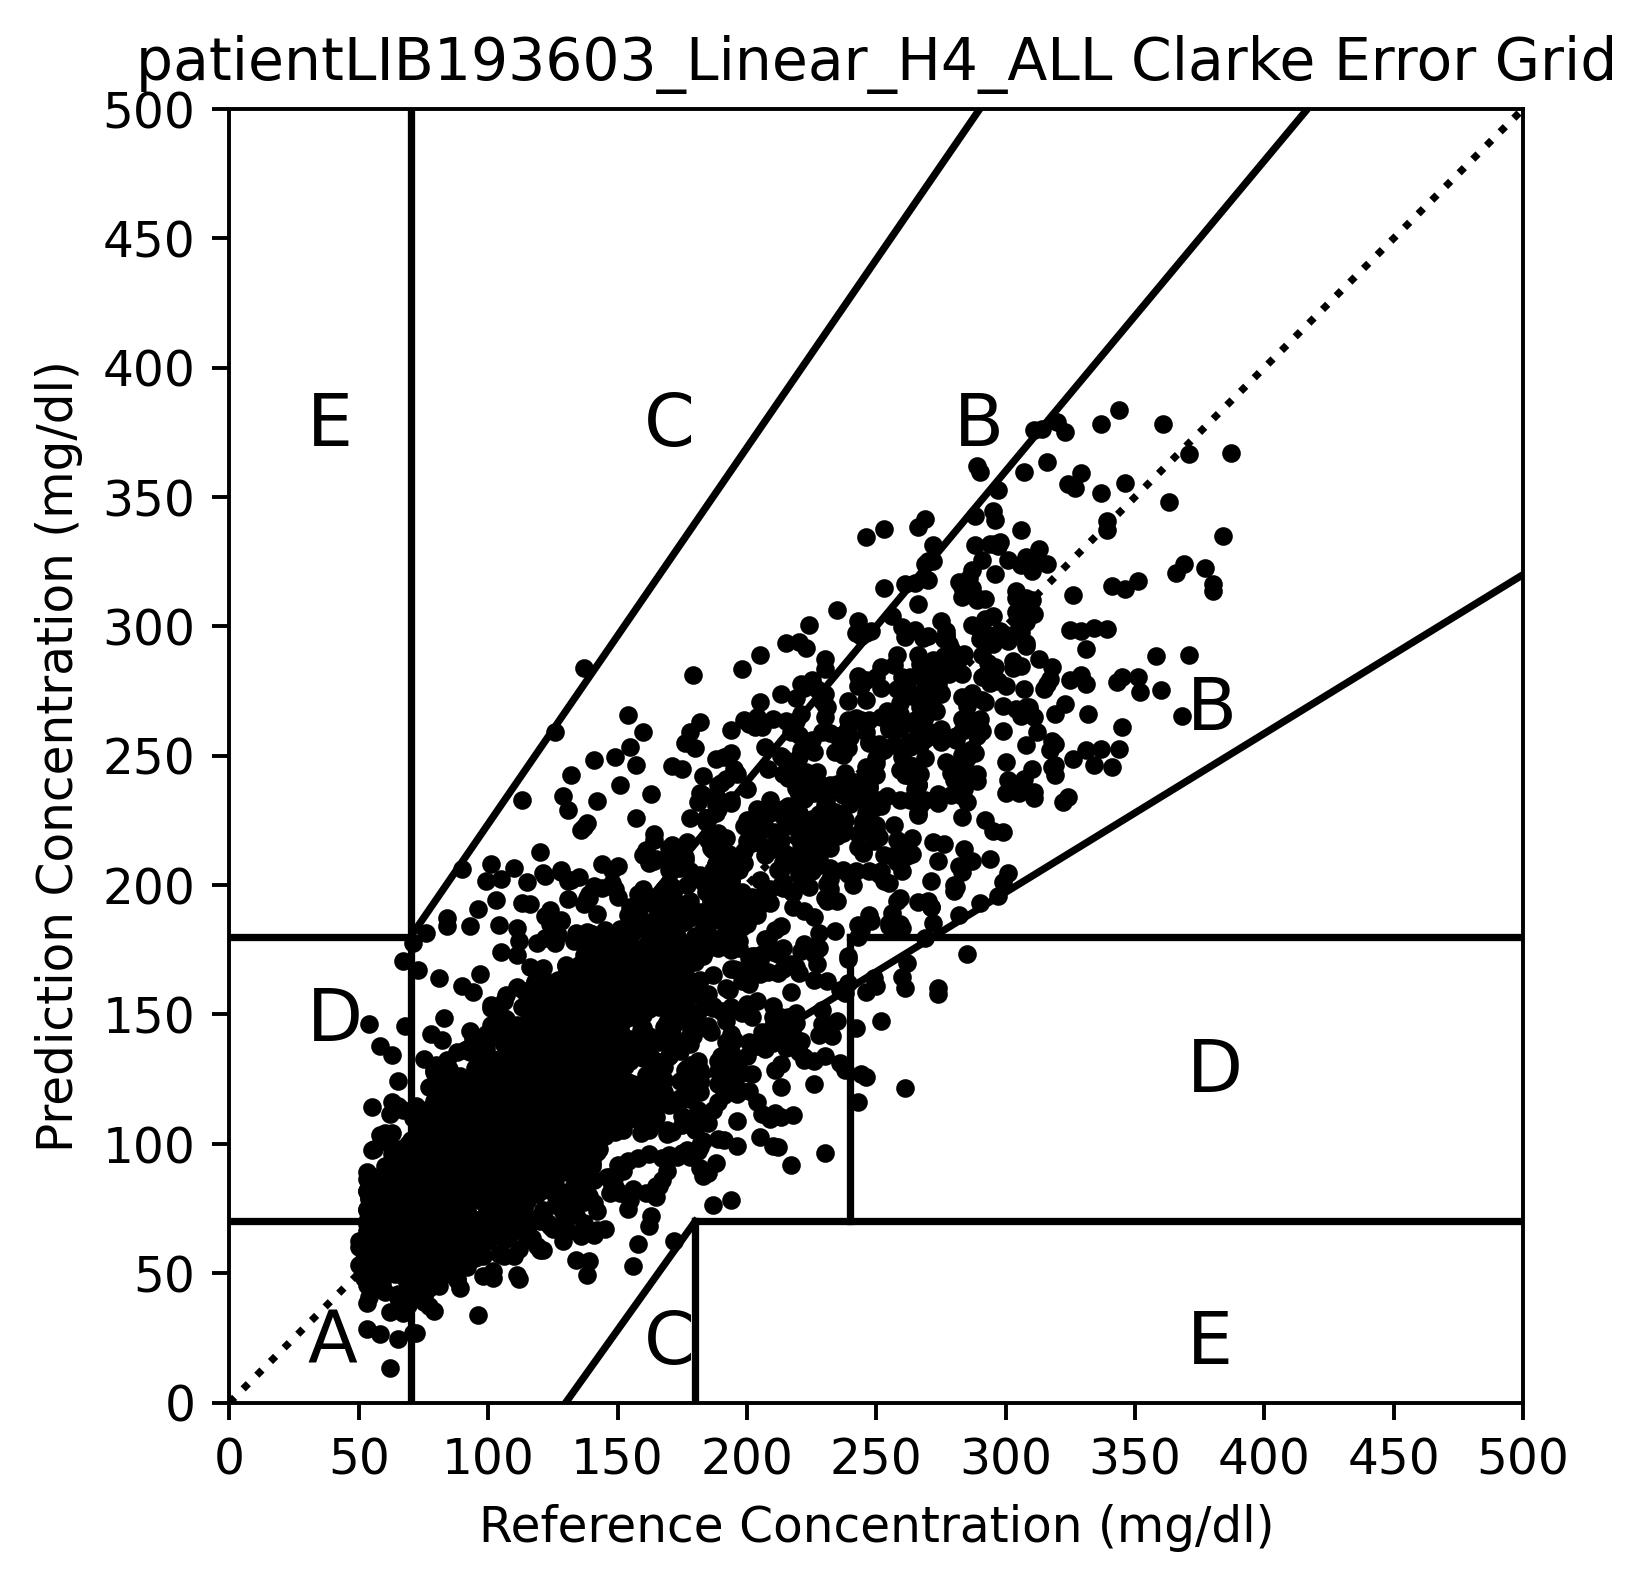 patientLIB193603_Linear_H4_ALL Clarke Error Grid
Prediction Concentration (mg/dl)
500
450
400
350
300
250
200
150
100
50
0
E
C
B
B
D
D
A
C
E
0 50 100 150 200 250 300 350 400 450 500
Reference Concentration (mg/dl)